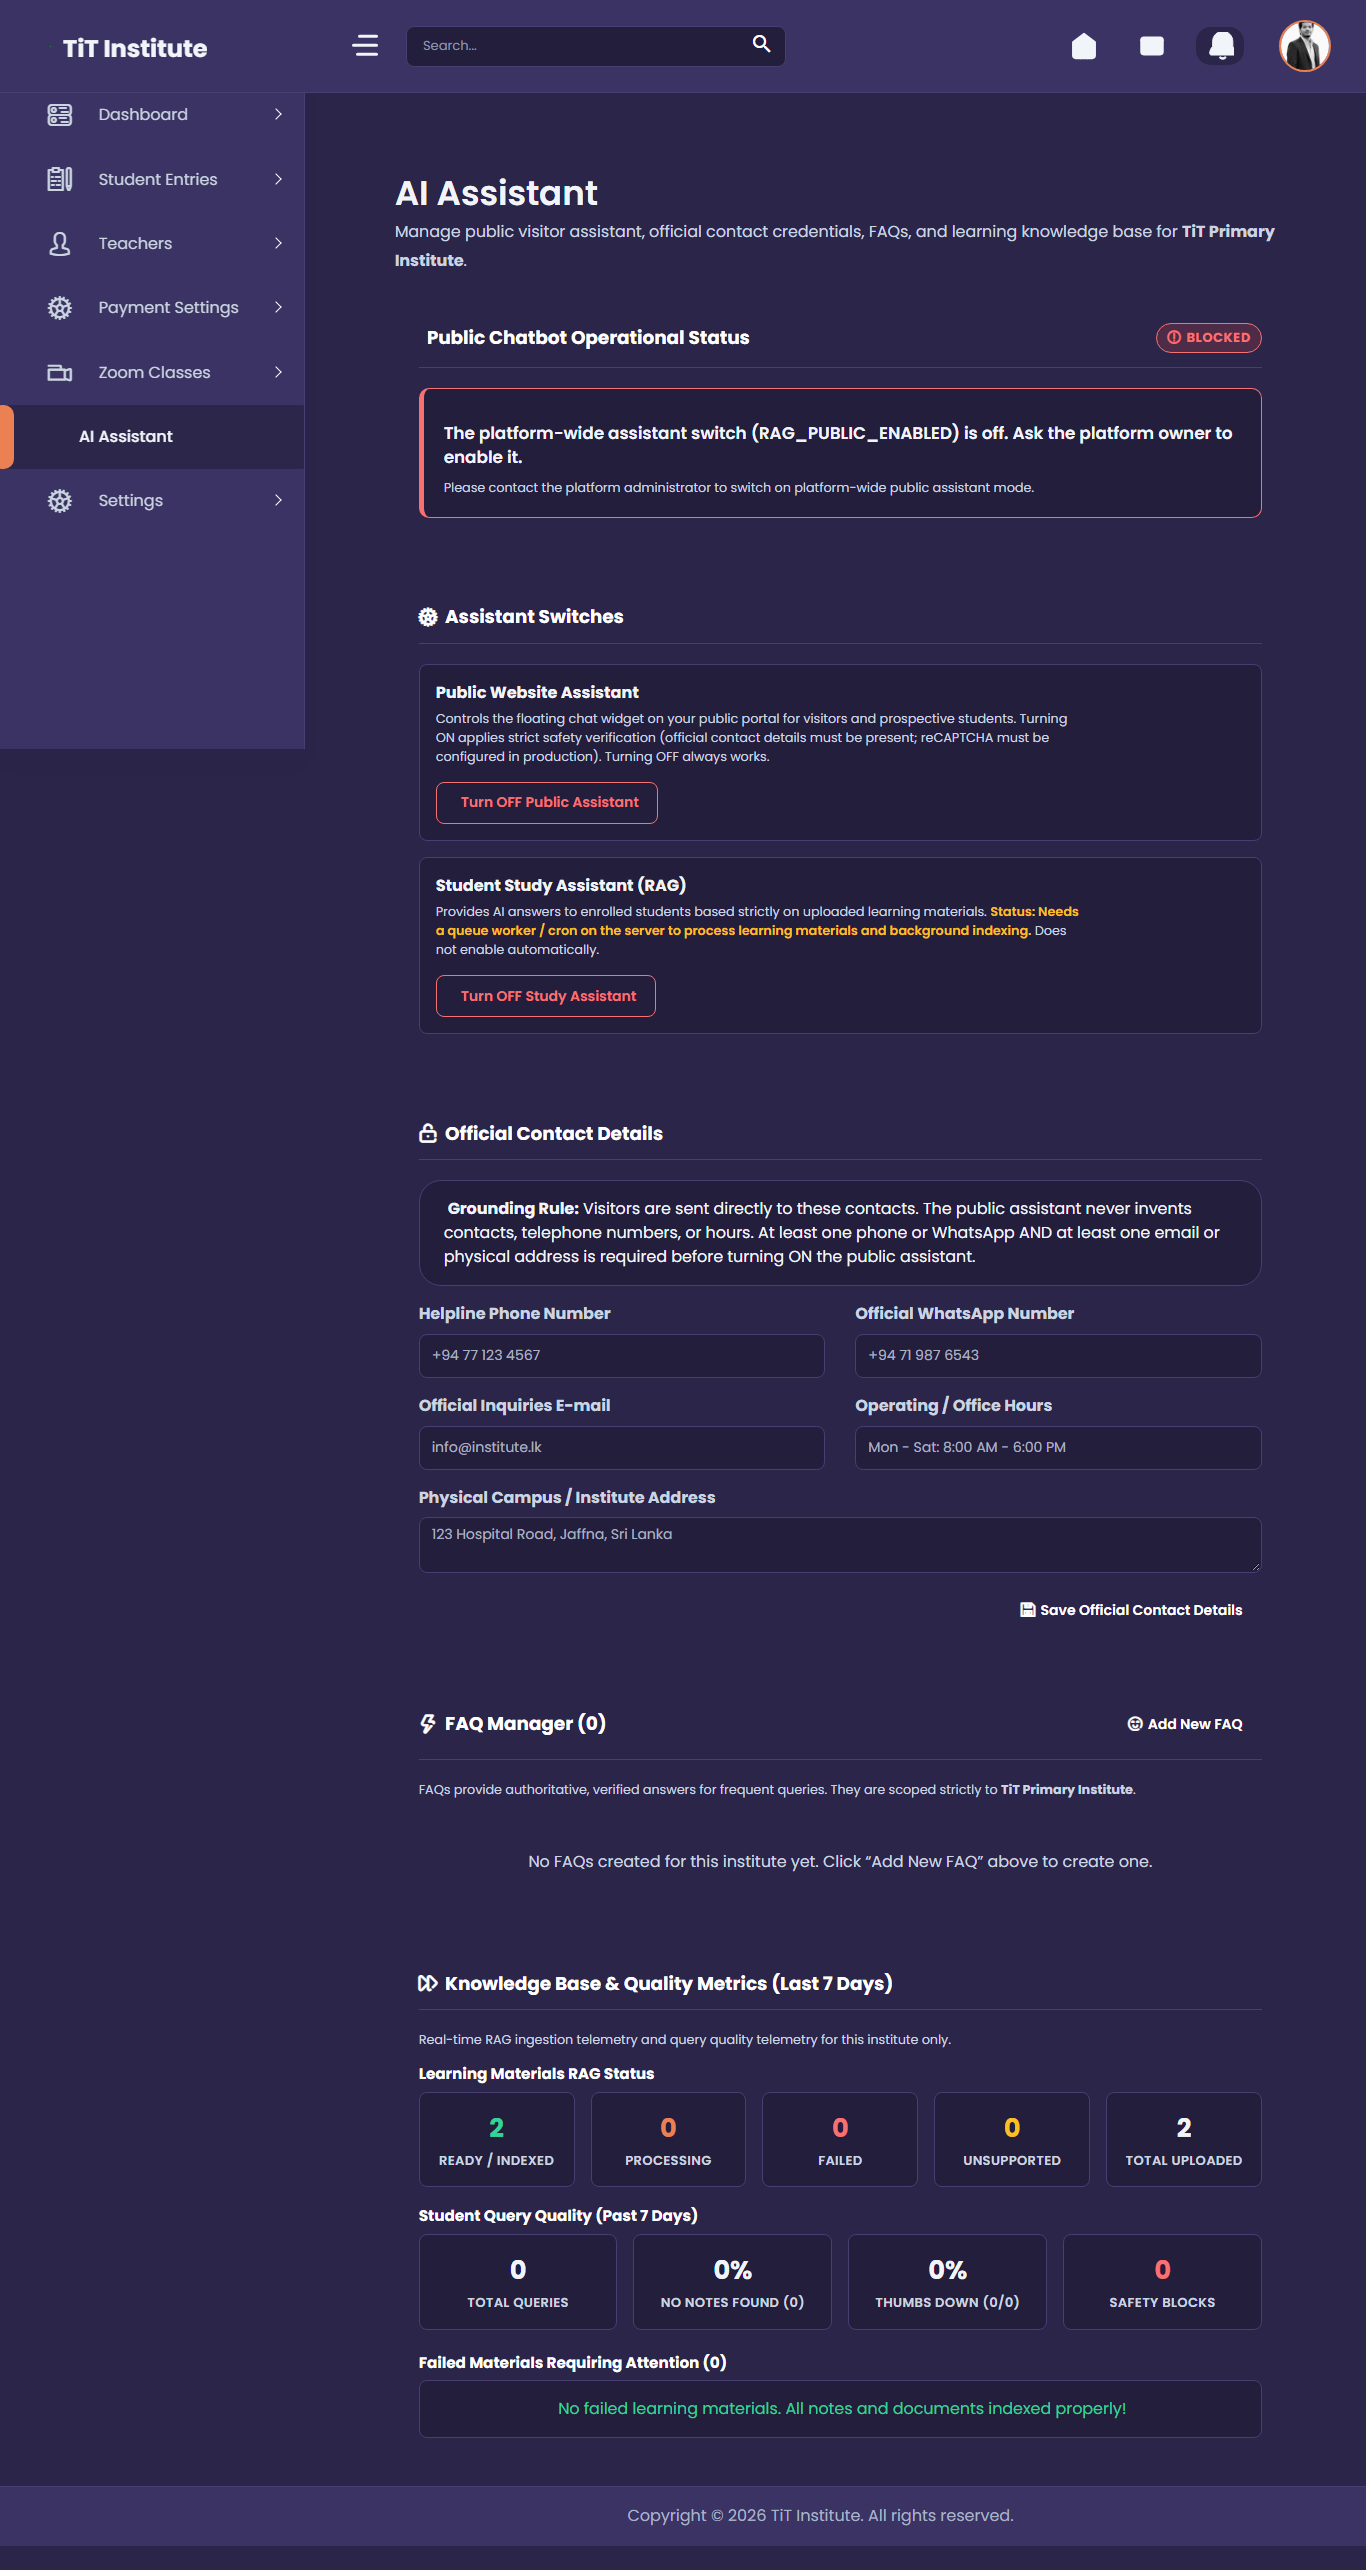 TiT Institute
Search...
Dashboard
Student Entries
Teachers
Payment Settings
Zoom Classes
AI Assistant
Settings
AI Assistant
Manage public visitor assistant, official contact credentials, FAQs, and learning knowledge base for TiT Primary
Institute.
Public Chatbot Operational Status
BLOCKED
The platform-wide assistant switch (RAG_PUBLIC_ENABLED) is off. Ask the platform owner to
enable it.
Please contact the platform administrator to switch on platform-wide public assistant mode.
Assistant Switches
Public Website Assistant
Controls the floating chat widget on your public portal for visitors and prospective students. Turning
ON applies strict safety verification (official contact details must be present; reCAPTCHA must be
configured in production). Turning OFF always works.
Turn OFF Public Assistant
Student Study Assistant (RAG)
Provides AI answers to enrolled students based strictly on uploaded learning materials. Status: Needs
a queue worker / cron on the server to process learning materials and background indexing. Does
not enable automatically.
Turn OFF Study Assistant
Official Contact Details
Grounding Rule: Visitors are sent directly to these contacts. The public assistant never invents
contacts, telephone numbers, or hours. At least one phone or WhatsApp AND at least one email or
physical address is required before turning ON the public assistant.
Helpline Phone Number
Official WhatsApp Number
+94 77 123 4567
+94 71 987 6543
Official Inquiries E-mail
Operating / Office Hours
info@institute.lk
Mon - Sat: 8:00 AM - 6:00 PM
Physical Campus / Institute Address
123 Hospital Road, Jaffna, Sri Lanka
Save Official Contact Details
FAQ Manager (0)
Add New FAQ
FAQs provide authoritative, verified answers for frequent queries. They are scoped strictly to TiT Primary Institute.
No FAQs created for this institute yet. Click “Add New FAQ” above to create one.
Knowledge Base & Quality Metrics (Last 7 Days)
Real-time RAG ingestion telemetry and query quality telemetry for this institute only.
Learning Materials RAG Status
2
READY / INDEXED
0
PROCESSING
0
FAILED
0
UNSUPPORTED
2
TOTAL UPLOADED
Student Query Quality (Past 7 Days)
0
TOTAL QUERIES
0%
NO NOTES FOUND (0)
0%
THUMBS DOWN (0/0)
0
SAFETY BLOCKS
Failed Materials Requiring Attention (0)
No failed learning materials. All notes and documents indexed properly!
Copyright © 2026 TiT Institute. All rights reserved.